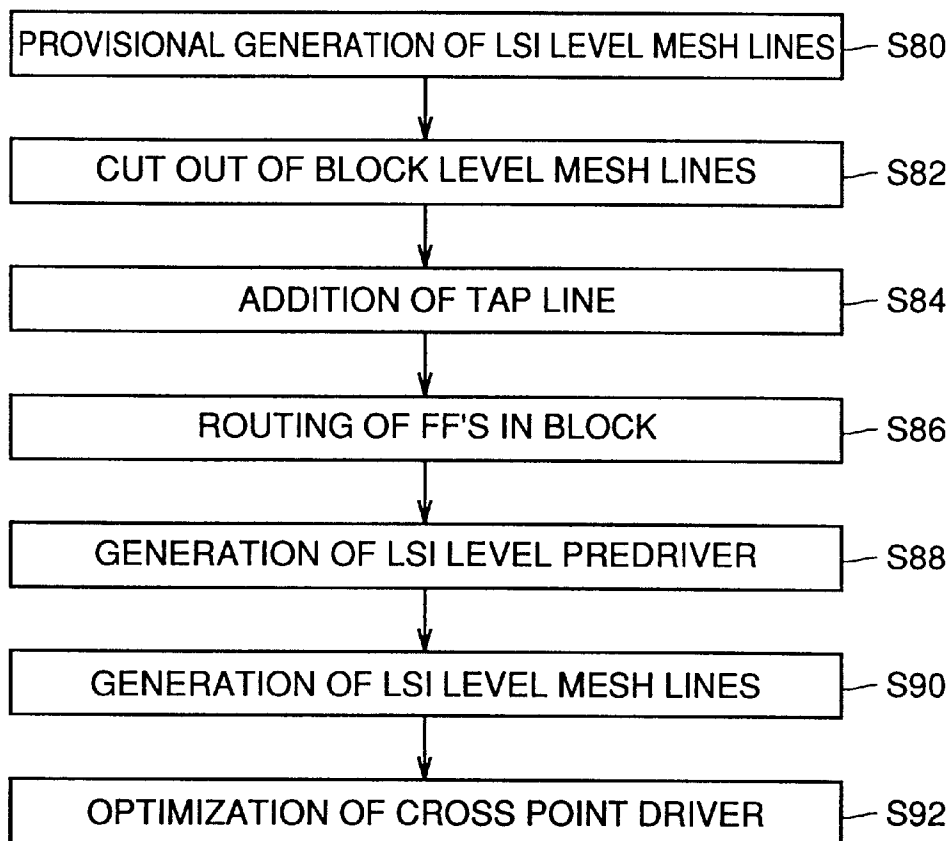 PROVISIONAL GENERATION OF LSI LEVEL MESH LINES S80
CUT OUT OF BLOCK LEVEL MESH LINES S82
ADDITION OF TAP LINE S84
ROUTING OF FF'S IN BLOCK S86
GENERATION OF LSI LEVEL PREDRIVER S88
GENERATION OF LSI LEVEL MESH LINES S90
OPTIMIZATION OF CROSS POINT DRIVER S92